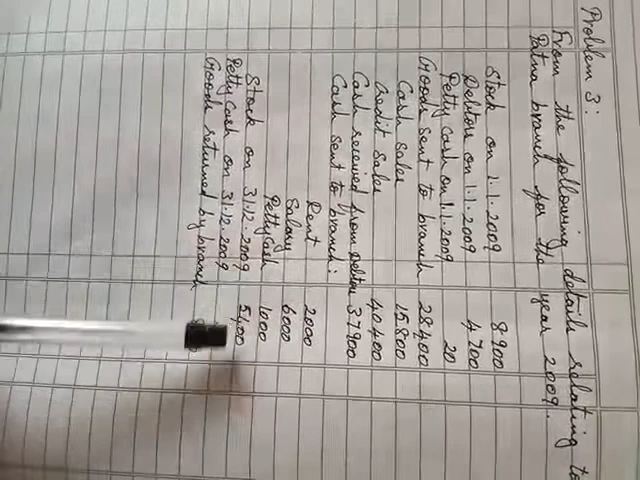 Problem 3:
From the following details relating to
Patna branch for the year 2009.
Stock on 1.1.2009 8900
Debtors on 1.1.2009 4700
Petty cash on 1.1.2009 20
Goods sent to branch 28400
Cash Sales 15800
Credit Sales 40400
Cash received from Debtors 37900
Cash sent to branch:
Rent 2000
Salary 6000
Petty Cash 1000
Stock on 31.12.2009 5400
Petty Cash on 31.12.2009
Goods returned by branch